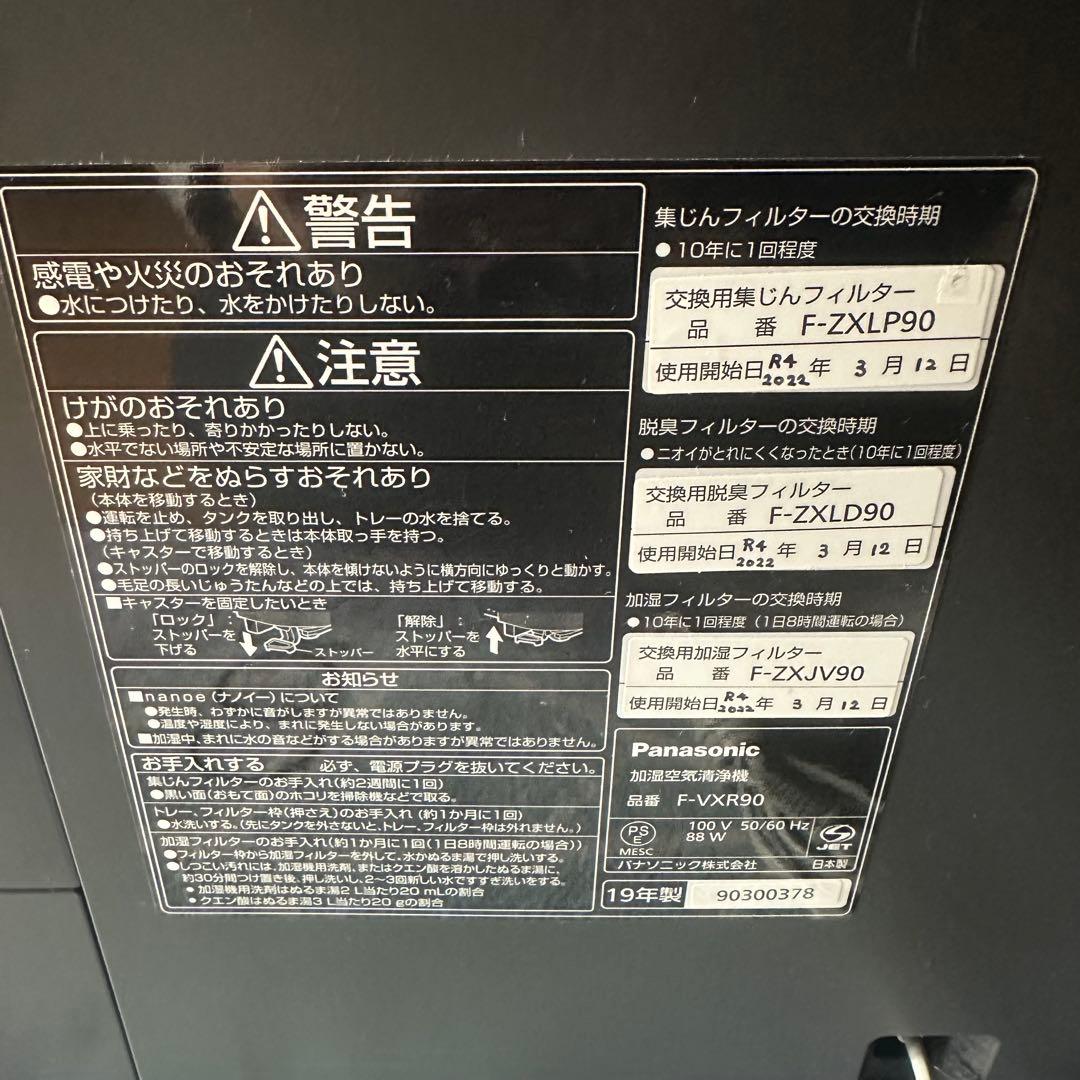 ⚠警告
感電や火災のおそれあり
●水につけたり、水をかけたりしない。
⚠注意
けがのおそれあり
●上に乗ったり、寄りかかったりしない。
●水平でない場所や不安定な場所に置かない。
家財などをぬらすおそれあり
(本体を移動するとき)
●運転を止め、タンクを取り出し、トレーの水を捨てる。
●持ち上げて移動するときは本体取っ手を持つ。
(キャスターで移動するとき)
●ストッパーのロックを解除し、本体を傾けないように横方向にゆっくりと動かす。
●毛足の長いじゅうたんなどの上では、持ち上げて移動する。
■キャスターを固定したいとき
「ロック」:
ストッパーを
下げる
ストッパー
「解除」:
ストッパーを
水平にする
お知らせ
■nanoe(ナノイー)について
●発生時、わずかに音がしますが異常ではありません。
●温度や湿度により、まれに発生しない場合があります。
■加湿中、まれに水の音などがする場合がありますが異常ではありません。
お手入れする 必ず、電源プラグを抜いてください。
集じんフィルターのお手入れ(約2週間に1回)
●黒い面(おもて面)のホコリを掃除機などで取る。
トレー、フィルター枠(押さえ)のお手入れ (約1か月に1回)
●水洗いする。(先にタンクを外さないと、トレー、フィルター枠は外れません。)
加湿フィルターのお手入れ(約1か月に1回(1日8時間運転の場合))
●フィルター枠から加湿フィルターを外して、水かぬるま湯で押し洗いする。
●しつこい汚れには、加湿機用洗剤、またはクエン酸を溶かしたぬるま湯に、
約30分間つけ置き後、押し洗いし、2~3回新しい水ですすぎ洗いをする。
• 加湿機用洗剤はぬるま湯2 L当たり20 mLの割合
• クエン酸はぬるま湯3 L当たり20 gの割合
集じんフィルターの交換時期
●10年に1回程度
交換用集じんフィルター
品 番 F-ZXLP90
使用開始日 R4 2022 年 3 月 12 日
脱臭フィルターの交換時期
●ニオイがとれにくくなったとき(10年に1回程度)
交換用脱臭フィルター
品 番 F-ZXLD90
使用開始日 R4 2022 年 3 月 12 日
加湿フィルターの交換時期
●10年に1回程度 (1日8時間運転の場合)
交換用加湿フィルター
品 番 F-ZXJV90
使用開始日 R4 2022 年 3 月 12 日
Panasonic
加湿空気清浄機
品番 F-VXR90
PS E
MESC
100 V 50/60 Hz
88 W
JET
パナソニック株式会社 日本製
19年製 90300378